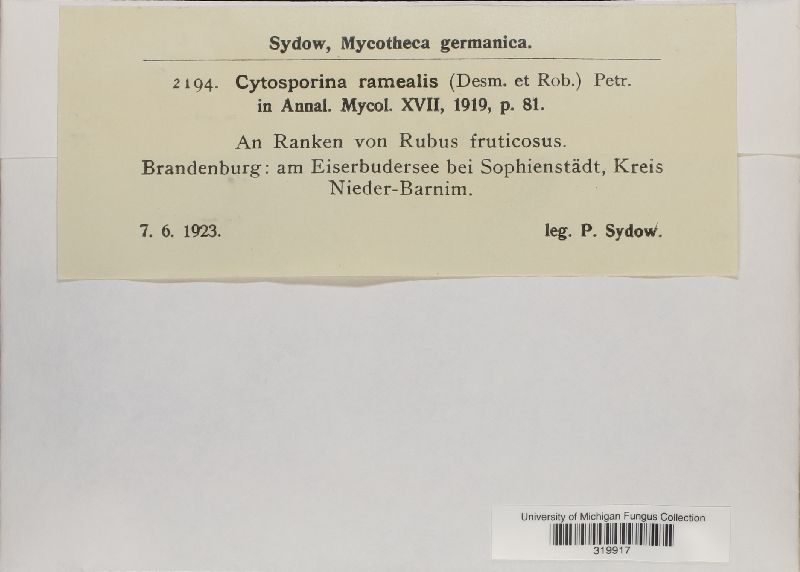 Sydow, Mycotheca germanica.
2194. Cytosporina ramealis (Desm. et Rob.) Petr.
in Annal. Mycol. XVII, 1919, p. 81.
An Ranken von Rubus fruticosus.
Brandenburg: am Eiserbudersee bei Sophienstädt, Kreis
Nieder-Barnim.
7. 6. 1923. leg. P. Sydow.
University of Michigan Fungus Collection
319917